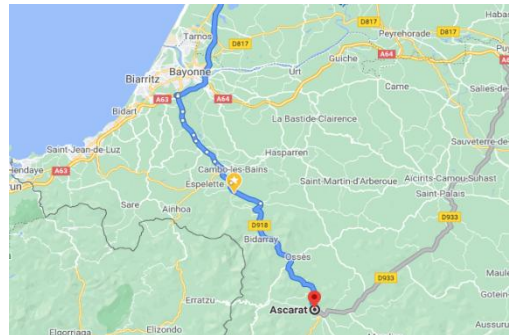 D817
Habas
Tarnos
Peyrehorade
D817
Bayonne
Biarritz
Urt
Guiche
A64
A63
A64
Came
Salies-de
Bidart
La Bastide-Clairence
Saint-Jean-de-Luz
Hasparren
Sauveterre-de
Hendaye
Cambo-les-Bains
A63
Espelette
Saint-Martin-d'Arberoue
Aïcirits-Camou-Suhast
Saint-Palais
Sare
Ainhoa
D918
D933
Bidarray
Ossès
D933
Erratzu
Ascarat
Gotein
Aussuru
Elgorriaga
Elizondo